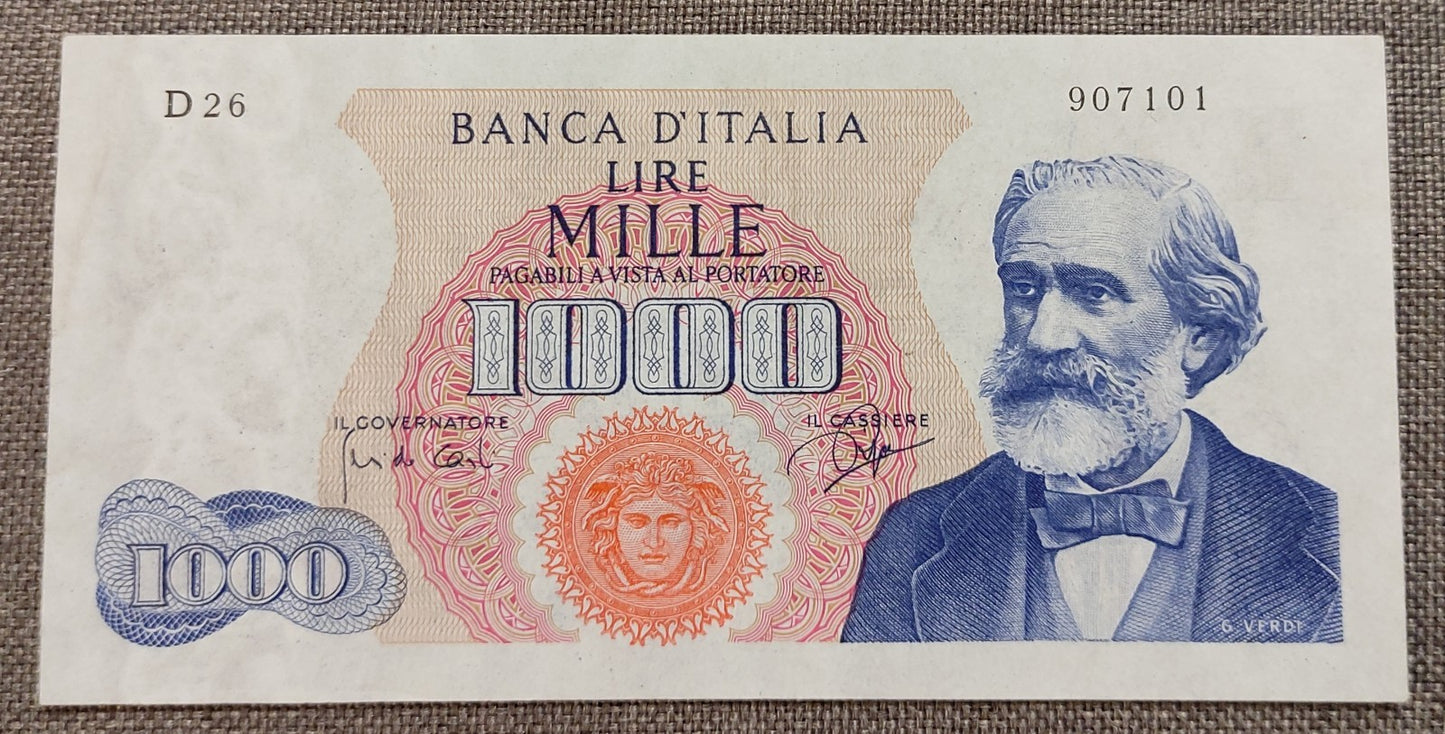 D 26
907101
BANCA D'ITALIA
LIRE
MILLE
PAGABILI A VISTA AL PORTATORE
1000
IL GOVERNATORE
IL CASSIERE
1000
G. VERDI